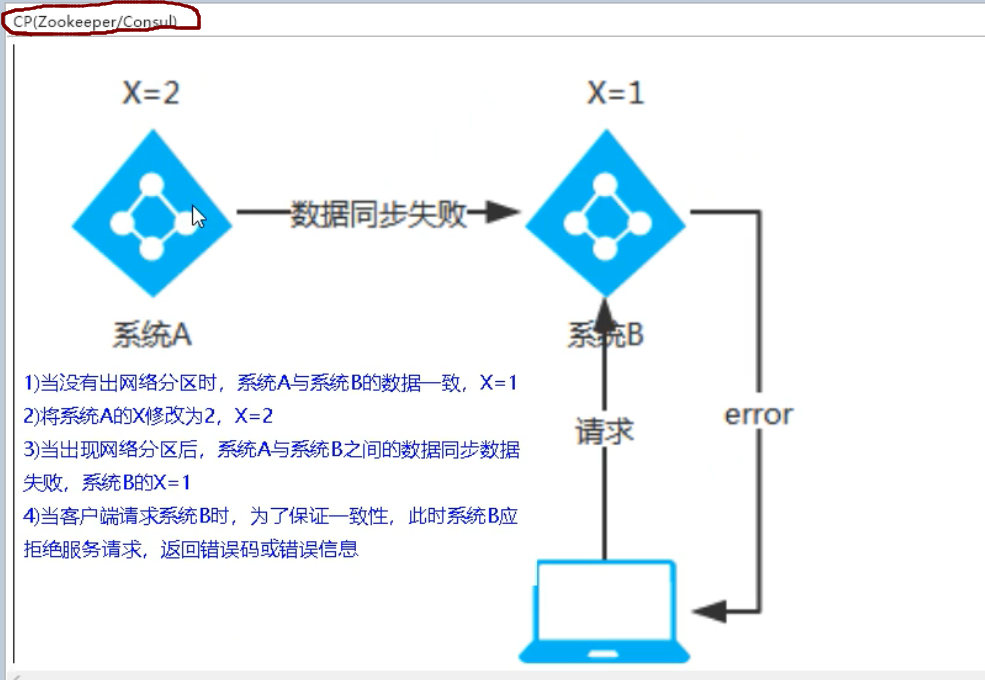 CP(Zookeeper/Consul)
X=2
X=1
数据同步失败
系统A
系统B
1)当没有出网络分区时，系统A与系统B的数据一致，X=1
2)将系统A的X修改为2，X=2
3)当出现网络分区后，系统A与系统B之间的数据同步数据
失败，系统B的X=1
4)当客户端请求系统B时，为了保证一致性，此时系统B应
拒绝服务请求，返回错误码或错误信息
请求
error